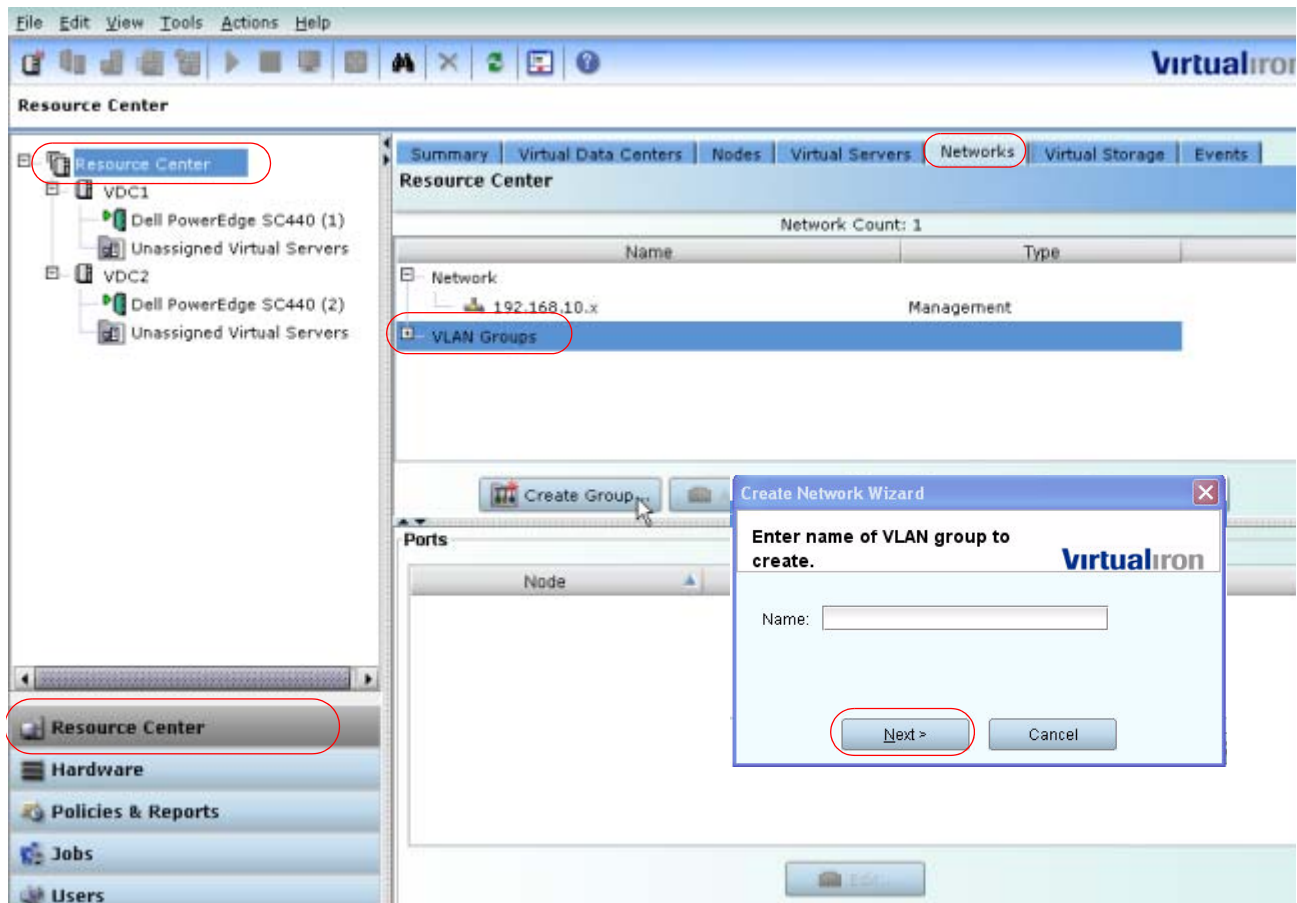 File Edit View Tools Actions Help
Virtualiron
Resource Center
Resource Center
VDC1
Dell PowerEdge SC440 (1)
Unassigned Virtual Servers
VDC2
Dell PowerEdge SC440 (2)
Unassigned Virtual Servers
Resource Center
Hardware
Policies & Reports
Jobs
Users
Summary Virtual Data Centers Nodes Virtual Servers Networks Virtual Storage Events
Resource Center
Network Count: 1
Name Type
Network
192.168.10.x Management
VLAN Groups
Create Group...
Ports
Node
Edit...
Create Network Wizard
Enter name of VLAN group to
create.
Virtualiron
Name:
Next > Cancel